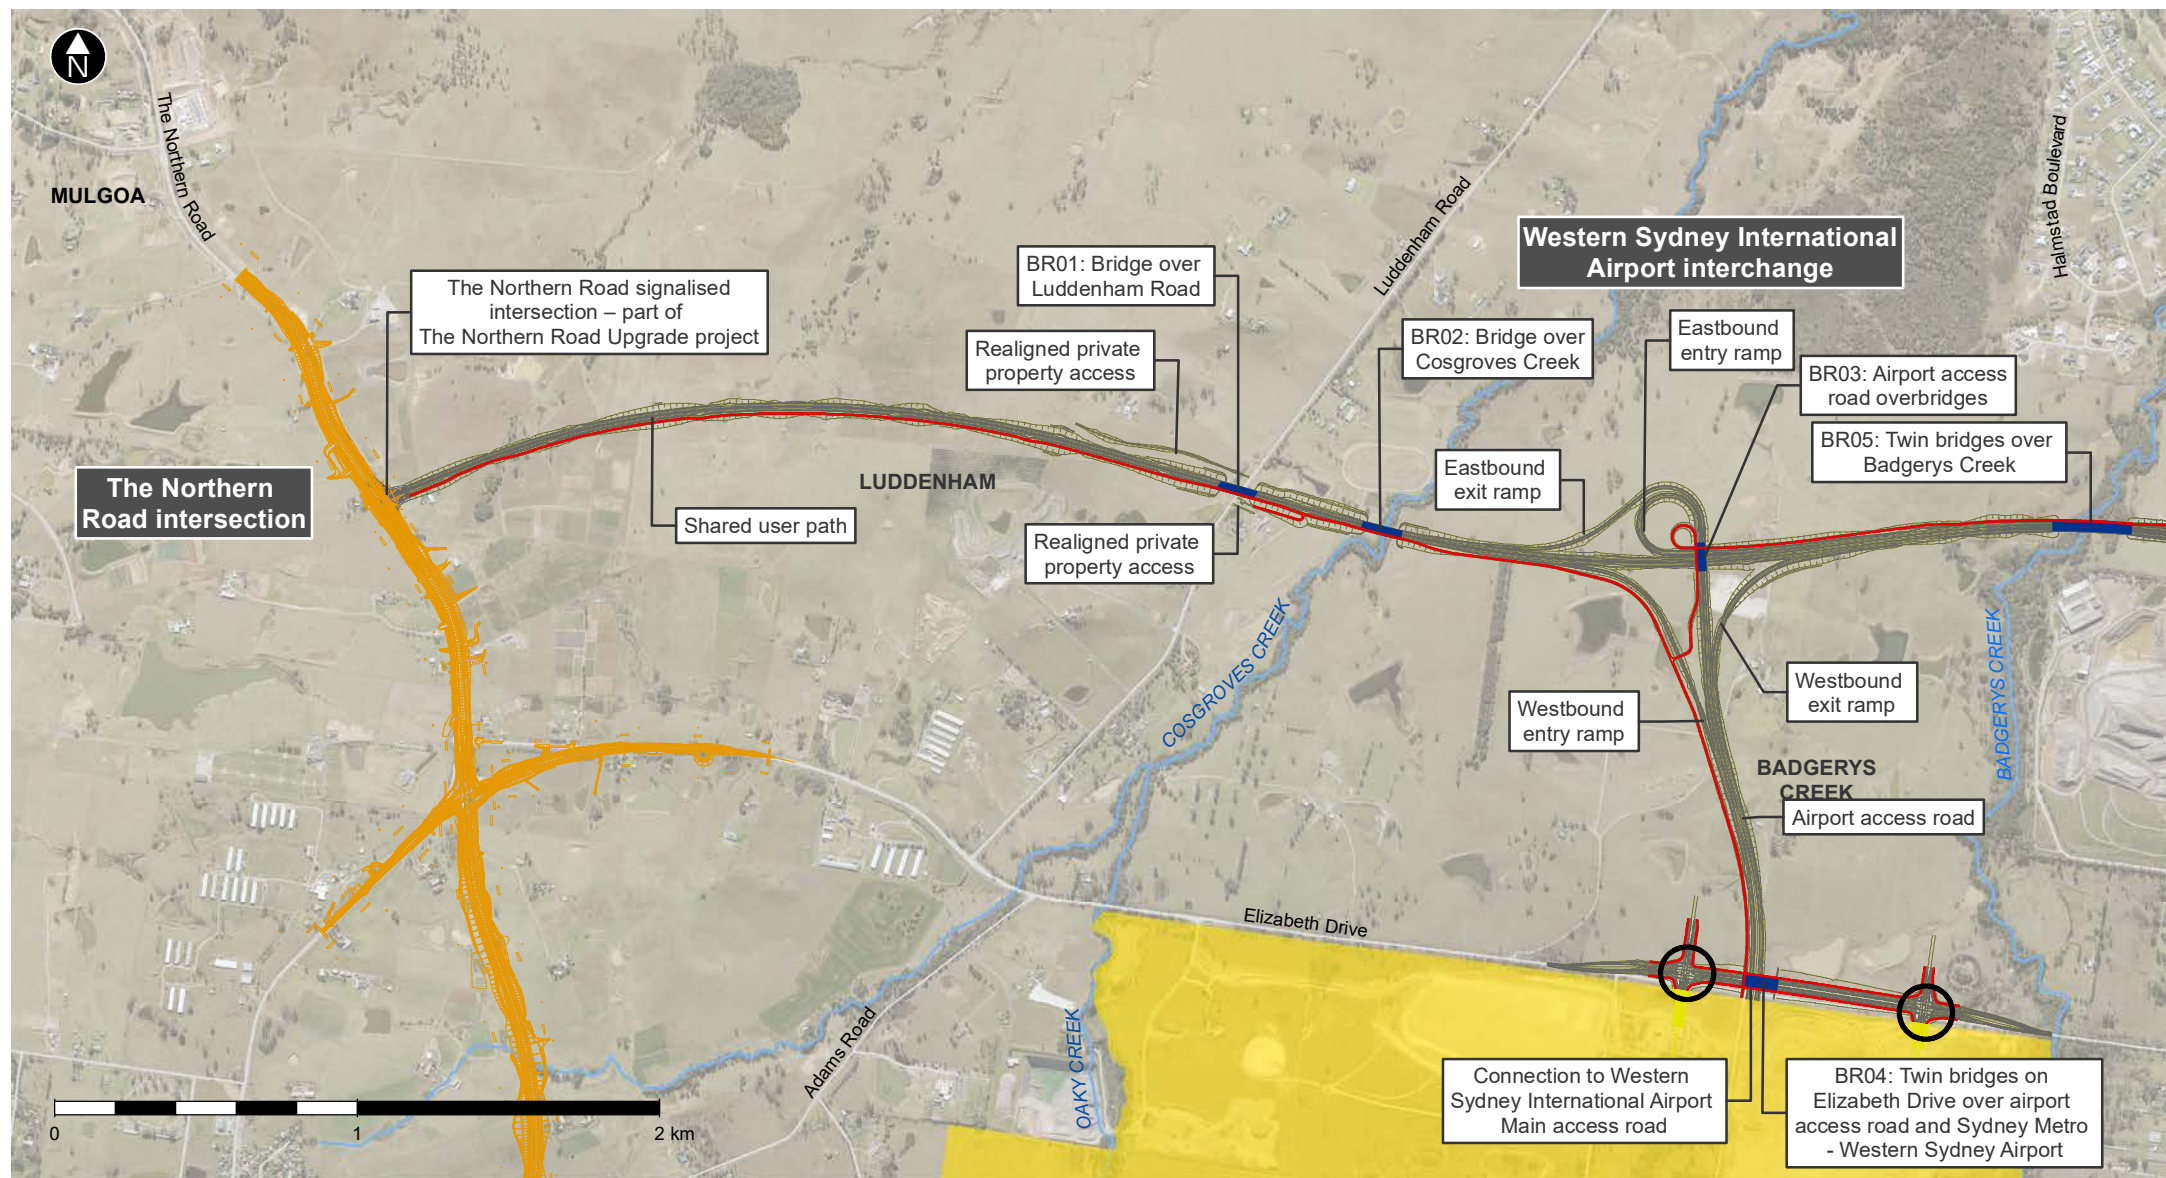 N
The Northern Road
MULGOA
Halmstad Boulevard
Luddenham Road
Western Sydney International
Airport interchange
BR01: Bridge over
Luddenham Road
The Northern Road signalised
intersection – part of
The Northern Road Upgrade project
Realigned private
property access
BR02: Bridge over
Cosgroves Creek
Eastbound
entry ramp
BR03: Airport access
road overbridges
BR05: Twin bridges over
Badgerys Creek
Eastbound
exit ramp
LUDDENHAM
The Northern
Road intersection
Shared user path
Realigned private
property access
COSGROVES CREEK
BADGERYS CREEK
Westbound
exit ramp
Westbound
entry ramp
BADGERYS
CREEK
Airport access road
Elizabeth Drive
Adams Road
OAKY CREEK
Connection to Western
Sydney International Airport
Main access road
BR04: Twin bridges on
Elizabeth Drive over airport
access road and Sydney Metro
- Western Sydney Airport
0 1 2 km